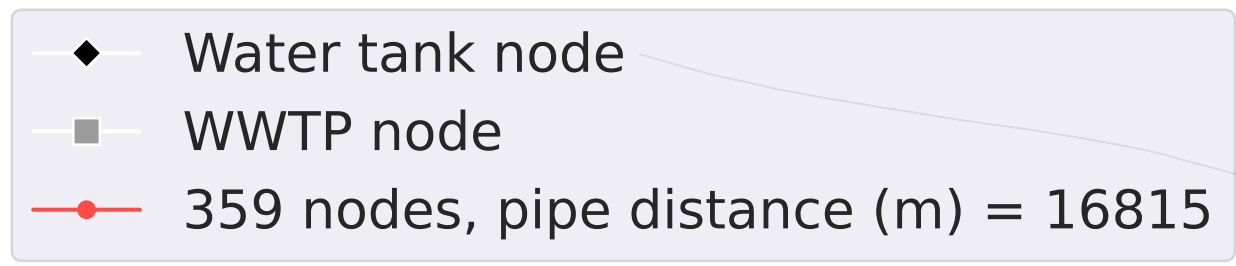 Water tank node
WWTP node
359 nodes, pipe distance (m) = 16815